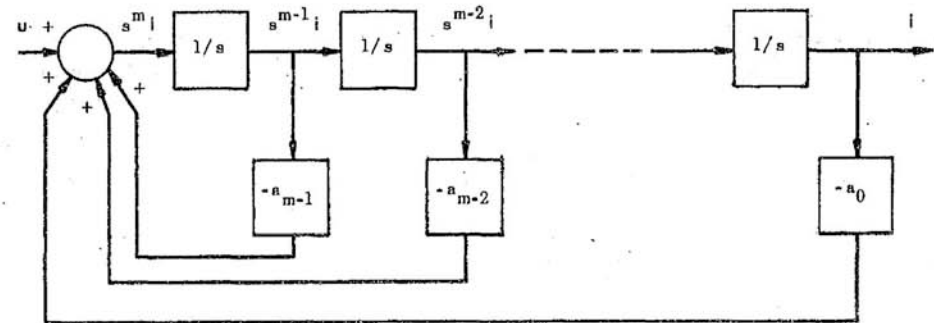 u +
s^m i
1/s
s^{m-1} i
1/s
s^{m-2} i
1/s
i
+
+
+
-a_{m-1}
-a_{m-2}
-a_0